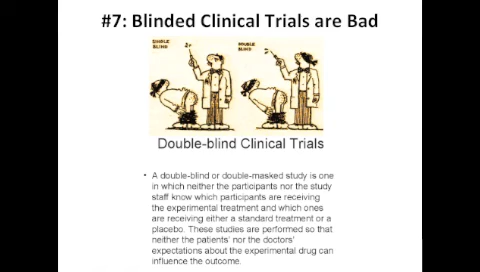 #7: Blinded Clinical Trials are Bad
SINGLE
BLIND
DOUBLE
BLIND
Double-blind Clinical Trials
• A double-blind or double-masked study is one
in which neither the participants nor the study
staff know which participants are receiving
the experimental treatment and which ones
are receiving either a standard treatment or a
placebo. These studies are performed so that
neither the patients' nor the doctors'
expectations about the experimental drug can
influence the outcome.